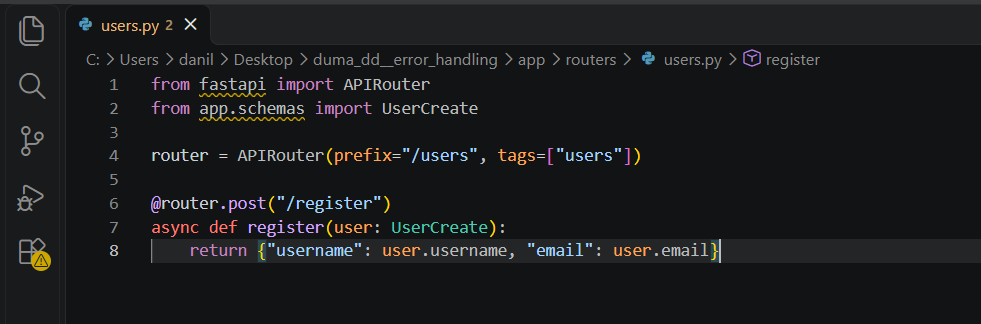 users.py 2 ×
C: > Users > danil > Desktop > duma_dd__error_handling > app > routers > users.py > register
1 from fastapi import APIRouter
2 from app.schemas import UserCreate
3
4 router = APIRouter(prefix="/users", tags=["users"])
5
6 @router.post("/register")
7 async def register(user: UserCreate):
8     return {"username": user.username, "email": user.email}